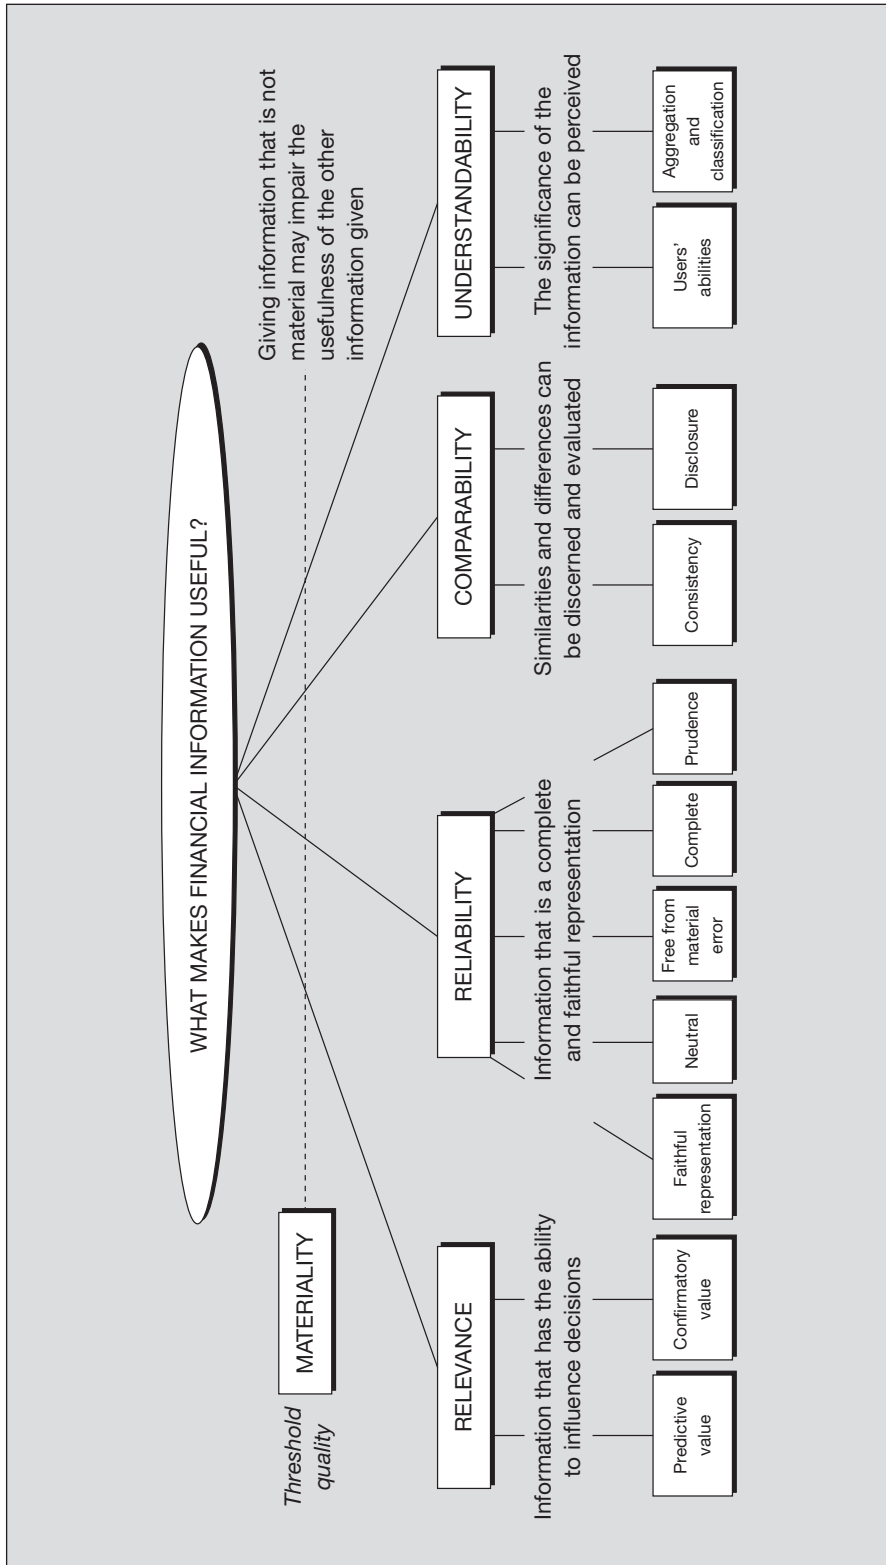 WHAT MAKES FINANCIAL INFORMATION USEFUL?
Threshold
quality
MATERIALITY
Giving information that is not
material may impair the
usefulness of the other
information given
RELEVANCE
Information that has the ability
to influence decisions
Predictive
value
Confirmatory
value
RELIABILITY
Information that is a complete
and faithful representation
Faithful
representation
Neutral
Free from
material
error
Complete
Prudence
COMPARABILITY
Similarities and differences can
be discerned and evaluated
Consistency
Disclosure
UNDERSTANDABILITY
The significance of the
information can be perceived
Users'
abilities
Aggregation
and
classification